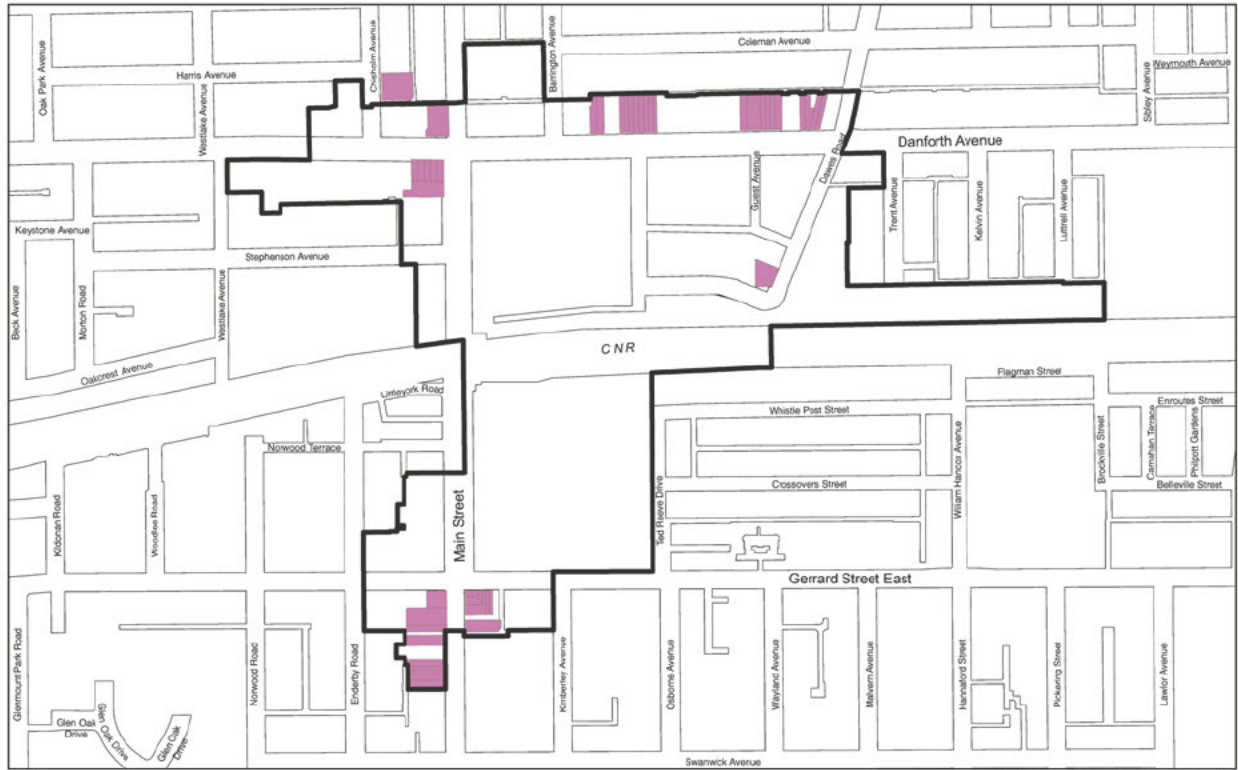 Oak Park Avenue
Chisholm Avenue
Barrington Avenue
Coleman Avenue
Weymouth Avenue
Harris Avenue
Westlake Avenue
Sibley Avenue
Danforth Avenue
Dawes Road
Guest Avenue
Trent Avenue
Kelvin Avenue
Luttrell Avenue
Keystone Avenue
Stephenson Avenue
Beck Avenue
Morton Road
Westlake Avenue
CNR
Oakcrest Avenue
Littleyork Road
Flagman Street
Enroutes Street
Whistle Post Street
Norwood Terrace
William Hancox Avenue
Brockville Street
Carnahan Terrace
Philpott Gardens
Crossovers Street
Belleville Street
Kildonan Road
Woodlee Road
Main Street
Ted Reeve Drive
Gerrard Street East
Glenmount Park Road
Norwood Road
Enderby Road
Kimberley Avenue
Osborne Avenue
Wayland Avenue
Malvern Avenue
Hannaford Street
Pickering Street
Lawlor Avenue
Glen Oak
Drive
Glen Oak Drive
Glen Oak
Drive
Swanwick Avenue